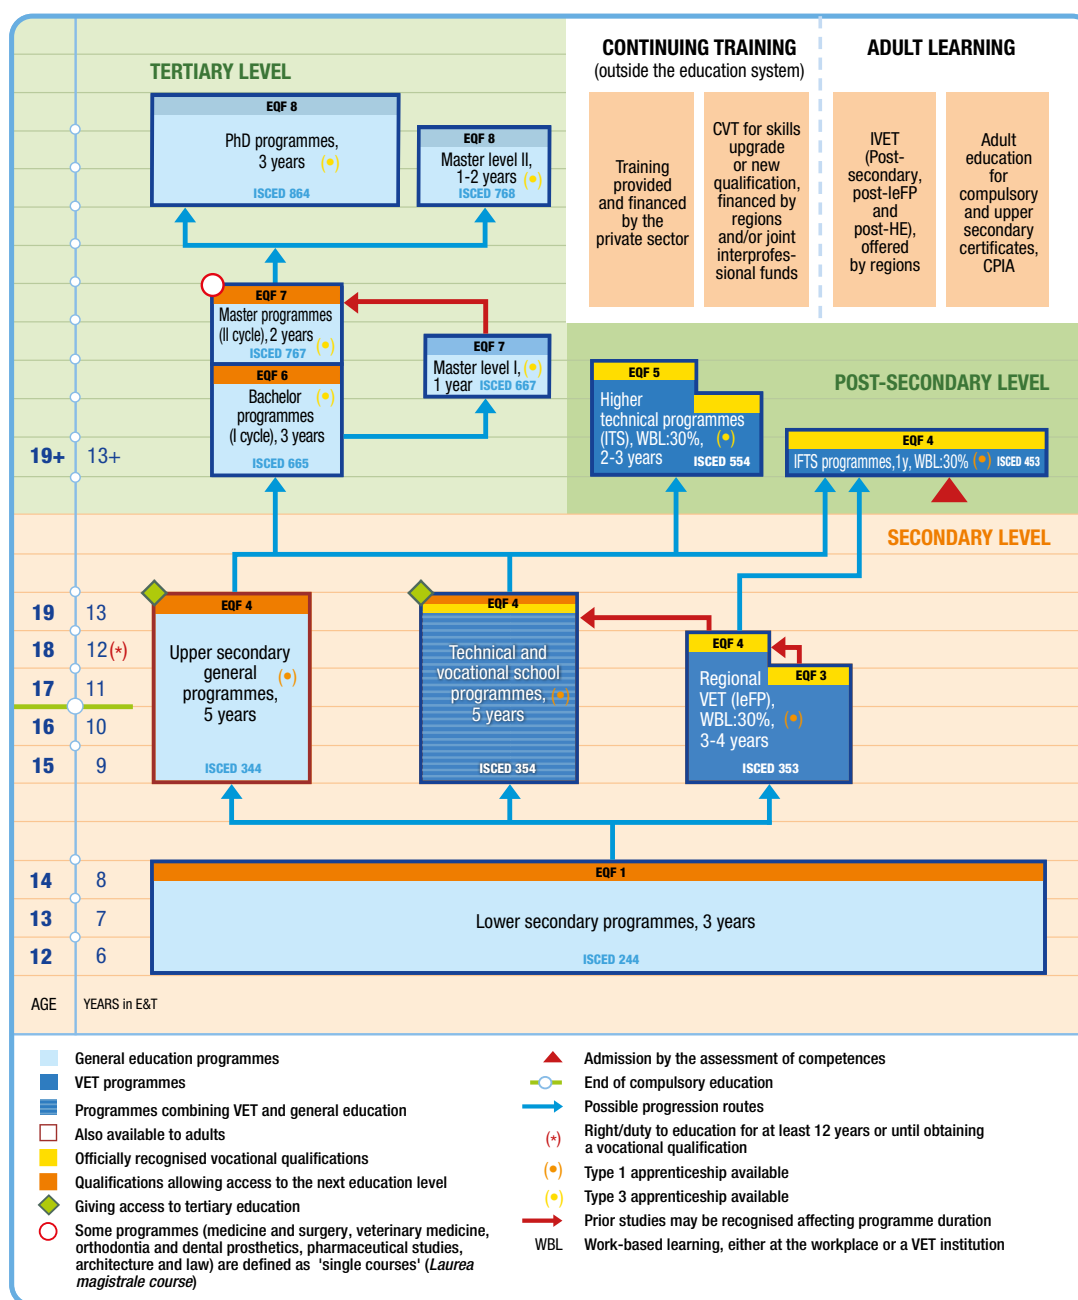 TERTIARY LEVEL
CONTINUING TRAINING
(outside the education system)
ADULT LEARNING
EQF 8
PhD programmes,
3 years (•)
ISCED 864
EQF 8
Master level II,
1-2 years (•)
ISCED 768
Training
provided
and financed
by the
private sector
CVT for skills
upgrade
or new
qualification,
financed by
regions
and/or joint
interprofes-
sional funds
IVET
(Post-
secondary,
post-leFP
and
post-HE),
offered
by regions
Adult
education
for
compulsory
and upper
secondary
certificates,
CPIA
EQF 7
Master programmes
(II cycle), 2 years (•)
ISCED 767
EQF 7
Master level I, (•)
1 year ISCED 667
EQF 6
Bachelor (•)
programmes
(I cycle), 3 years
ISCED 665
POST-SECONDARY LEVEL
EQF 5
Higher
technical programmes
(ITS), WBL:30%, (•)
2-3 years ISCED 554
EQF 4
IFTS programmes,1y, WBL:30% (•) ISCED 453
19+ 13+
SECONDARY LEVEL
19 13
18 12(*)
17 11
16 10
15 9
EQF 4
Upper secondary
general (•)
programmes,
5 years
ISCED 344
EQF 4
Technical and
vocational school
programmes, (•)
5 years
ISCED 354
EQF 4
EQF 3
Regional
VET (leFP),
WBL:30%, (•)
3-4 years
ISCED 353
14 8
13 7
12 6
EQF 1
Lower secondary programmes, 3 years
ISCED 244
AGE YEARS in E&T
General education programmes
VET programmes
Programmes combining VET and general education
Also available to adults
Officially recognised vocational qualifications
Qualifications allowing access to the next education level
Giving access to tertiary education
Some programmes (medicine and surgery, veterinary medicine,
orthodontia and dental prosthetics, pharmaceutical studies,
architecture and law) are defined as 'single courses' (Laurea
magistrale course)
Admission by the assessment of competences
End of compulsory education
Possible progression routes
(*) Right/duty to education for at least 12 years or until obtaining
a vocational qualification
(•) Type 1 apprenticeship available
(•) Type 3 apprenticeship available
Prior studies may be recognised affecting programme duration
WBL Work-based learning, either at the workplace or a VET institution